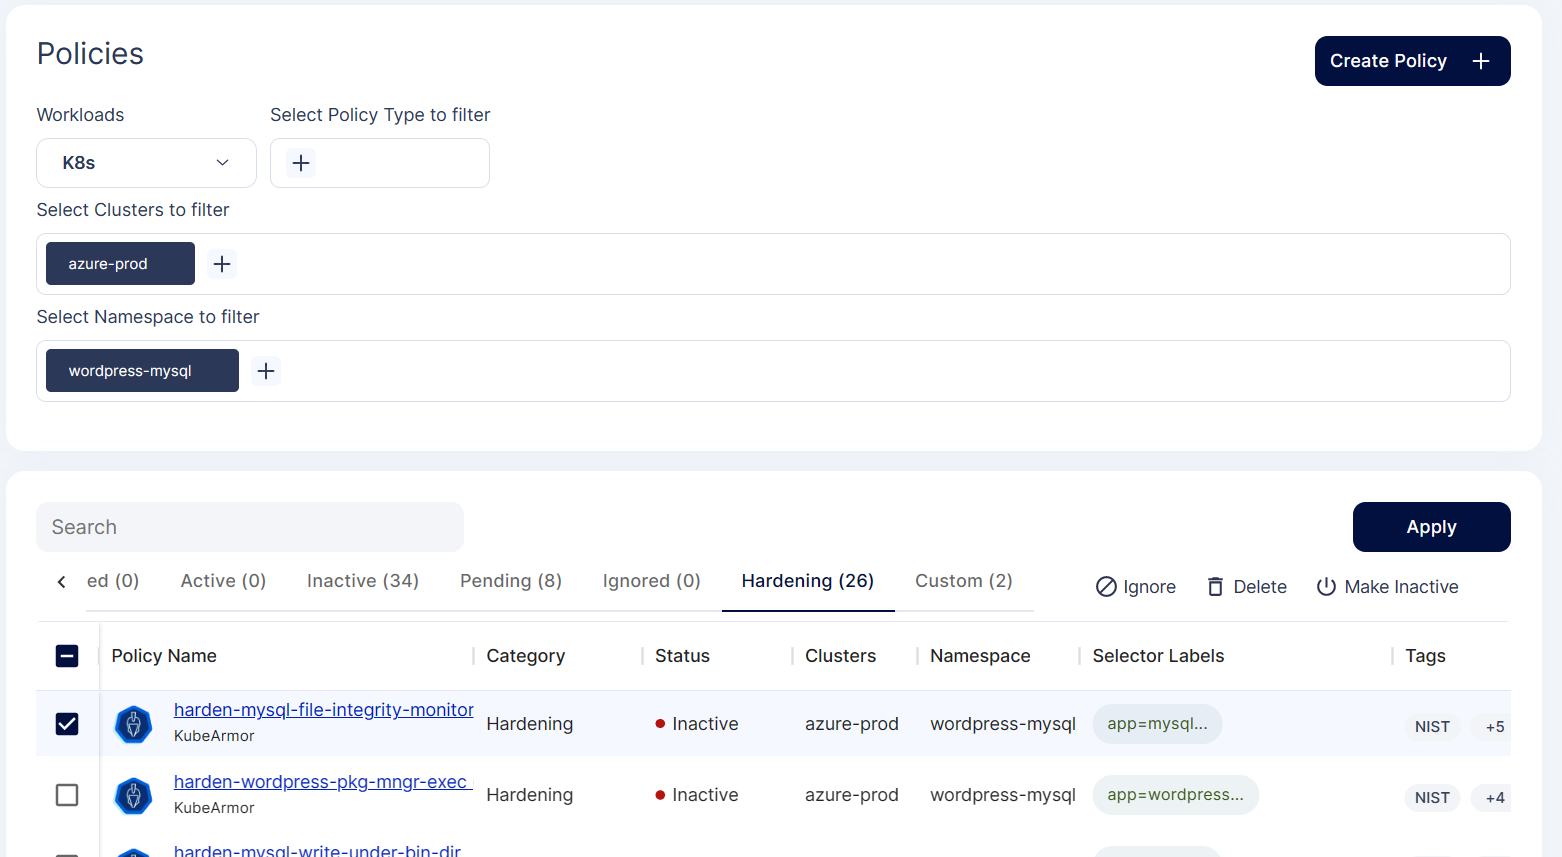 Policies
Create Policy
Workloads
Select Policy Type to filter
K8s
Select Clusters to filter
azure-prod
Select Namespace to filter
wordpress-mysql
Search
Apply
ed (0) Active (0) Inactive (34) Pending (8) Ignored (0) Hardening (26) Custom (2) Ignore Delete Make Inactive
Policy Name Category Status Clusters Namespace Selector Labels Tags
harden-mysql-file-integrity-monitor
KubeArmor
Hardening Inactive azure-prod wordpress-mysql app=mysql... NIST +5
harden-wordpress-pkg-mngr-exec
KubeArmor
Hardening Inactive azure-prod wordpress-mysql app=wordpress... NIST +4
harden-mysql-write-under-bin-dir